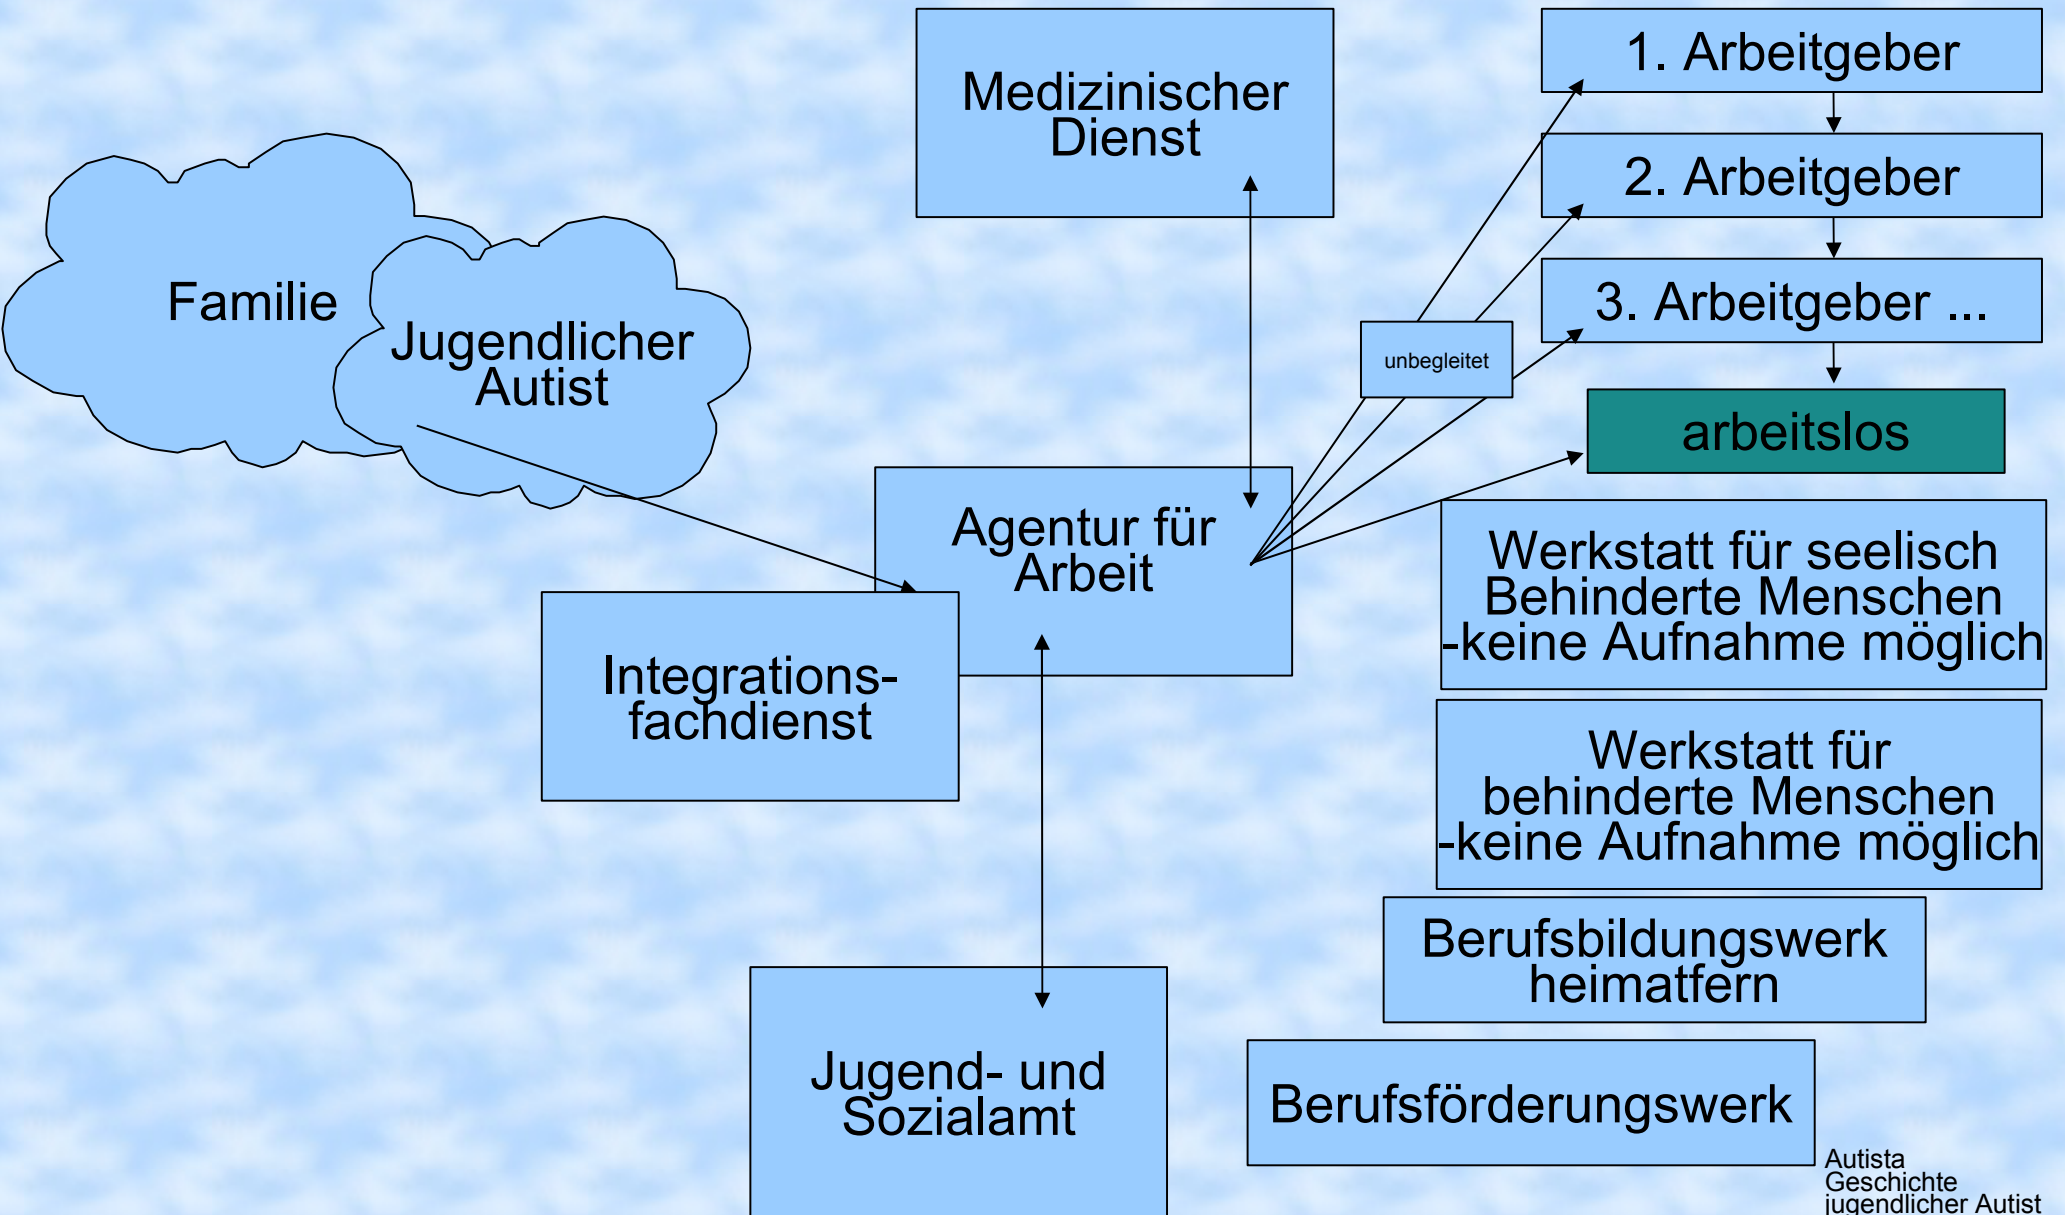 Medizinischer
Dienst
1. Arbeitgeber
2. Arbeitgeber
3. Arbeitgeber ...
Familie
Jugendlicher
Autist
unbegleitet
arbeitslos
Agentur für
Arbeit
Werkstatt für seelisch
Behinderte Menschen
-keine Aufnahme möglich
Integrations-
fachdienst
Werkstatt für
behinderte Menschen
-keine Aufnahme möglich
Berufsbildungswerk
heimatfern
Jugend- und
Sozialamt
Berufsförderungswerk
Autista
Geschichte
jugendlicher Autist